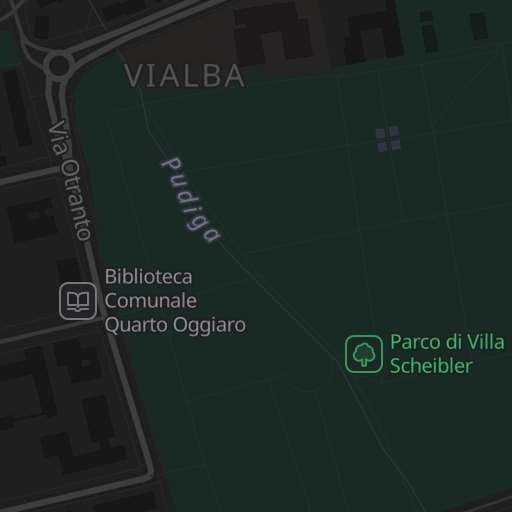 VIALBA
Via Otranto
Pudiga
Biblioteca
Comunale
Quarto Oggiaro
Parco di Villa
Scheibler